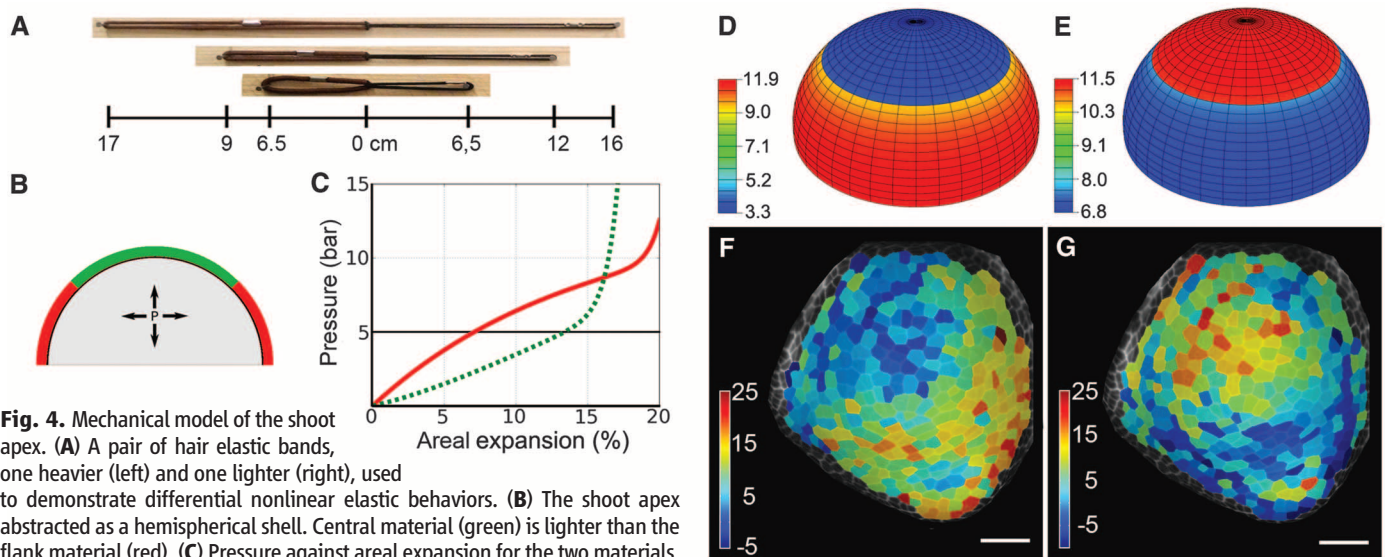 A
17 9 6.5 0 cm 6,5 12 16
B
P
C
15
10
5
0 5 10 15 20
Pressure (bar)
Areal expansion (%)
D
11.9
9.0
7.1
5.2
3.3
E
11.5
10.3
9.1
8.0
6.8
F
25
15
5
-5
G
25
15
5
-5
Fig. 4. Mechanical model of the shoot
apex. (A) A pair of hair elastic bands,
one heavier (left) and one lighter (right), used
to demonstrate differential nonlinear elastic behaviors. (B) The shoot apex
abstracted as a hemispherical shell. Central material (green) is lighter than the
flank material (red). (C) Pressure against areal expansion for the two materials